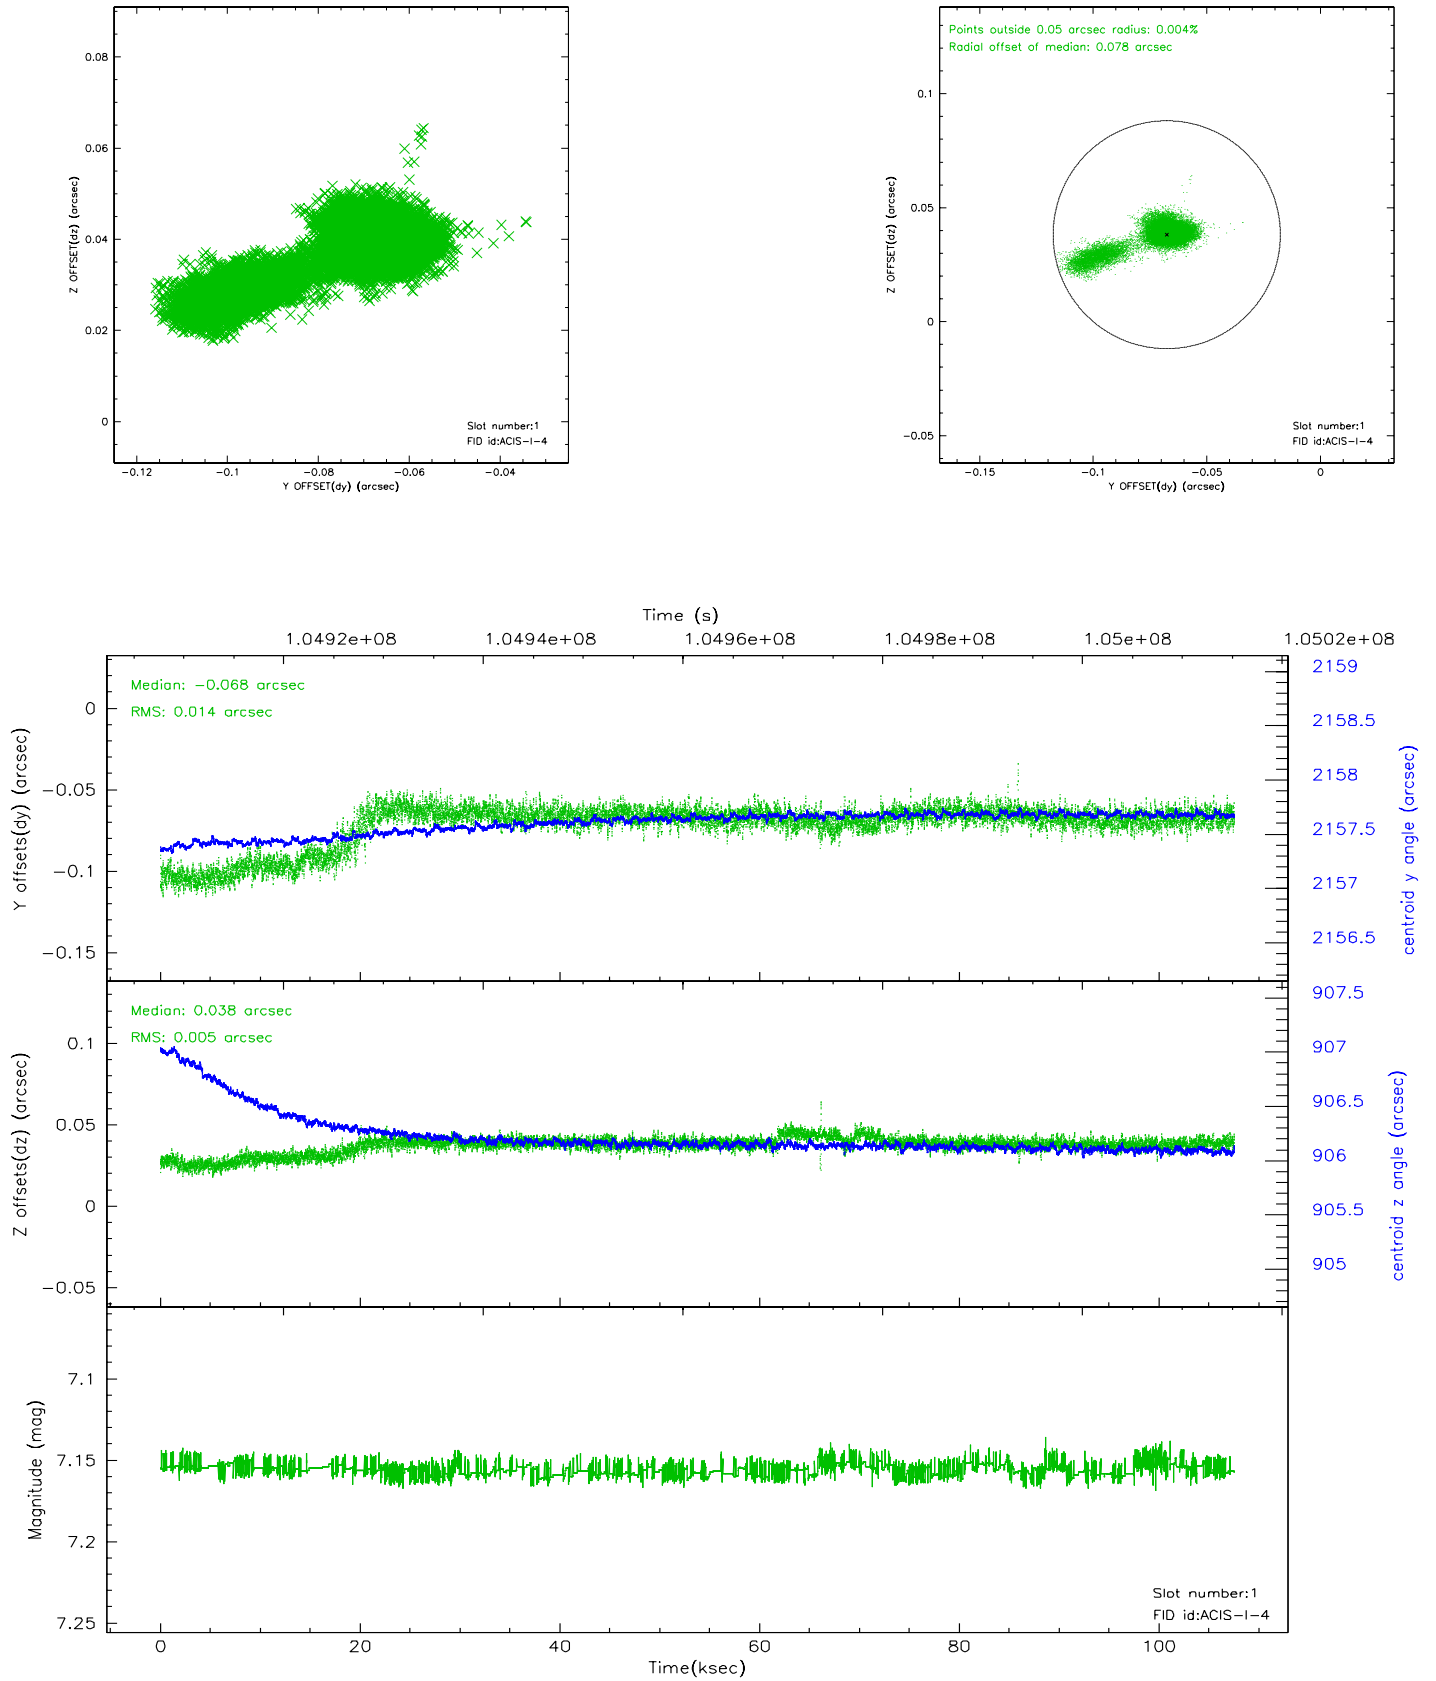 0.08
0.06
0.04
0.02
0
Z OFFSET(dz) (arcsec)
Slot number:1
FID id:ACIS-I-4
-0.12 -0.1 -0.08 -0.06 -0.04
Y OFFSET(dy) (arcsec)
Points outside 0.05 arcsec radius: 0.004%
Radial offset of median: 0.078 arcsec
0.1
0.05
0
-0.05
Z OFFSET(dz) (arcsec)
Slot number:1
FID id:ACIS-I-4
-0.15 -0.1 -0.05 0
Y OFFSET(dy) (arcsec)
Time (s)
1.0492e+08 1.0494e+08 1.0496e+08 1.0498e+08 1.05e+08 1.0502e+08
Median: -0.068 arcsec
RMS: 0.014 arcsec
0
-0.05
-0.1
-0.15
Y offsets(dy) (arcsec)
2159
2158.5
2158
2157.5
2157
2156.5
centroid y angle (arcsec)
Median: 0.038 arcsec
RMS: 0.005 arcsec
0.1
0.05
0
-0.05
Z offsets(dz) (arcsec)
907.5
907
906.5
906
905.5
905
centroid z angle (arcsec)
7.1
7.15
7.2
7.25
Magnitude (mag)
Slot number:1
FID id:ACIS-I-4
0 20 40 60 80 100
Time(ksec)